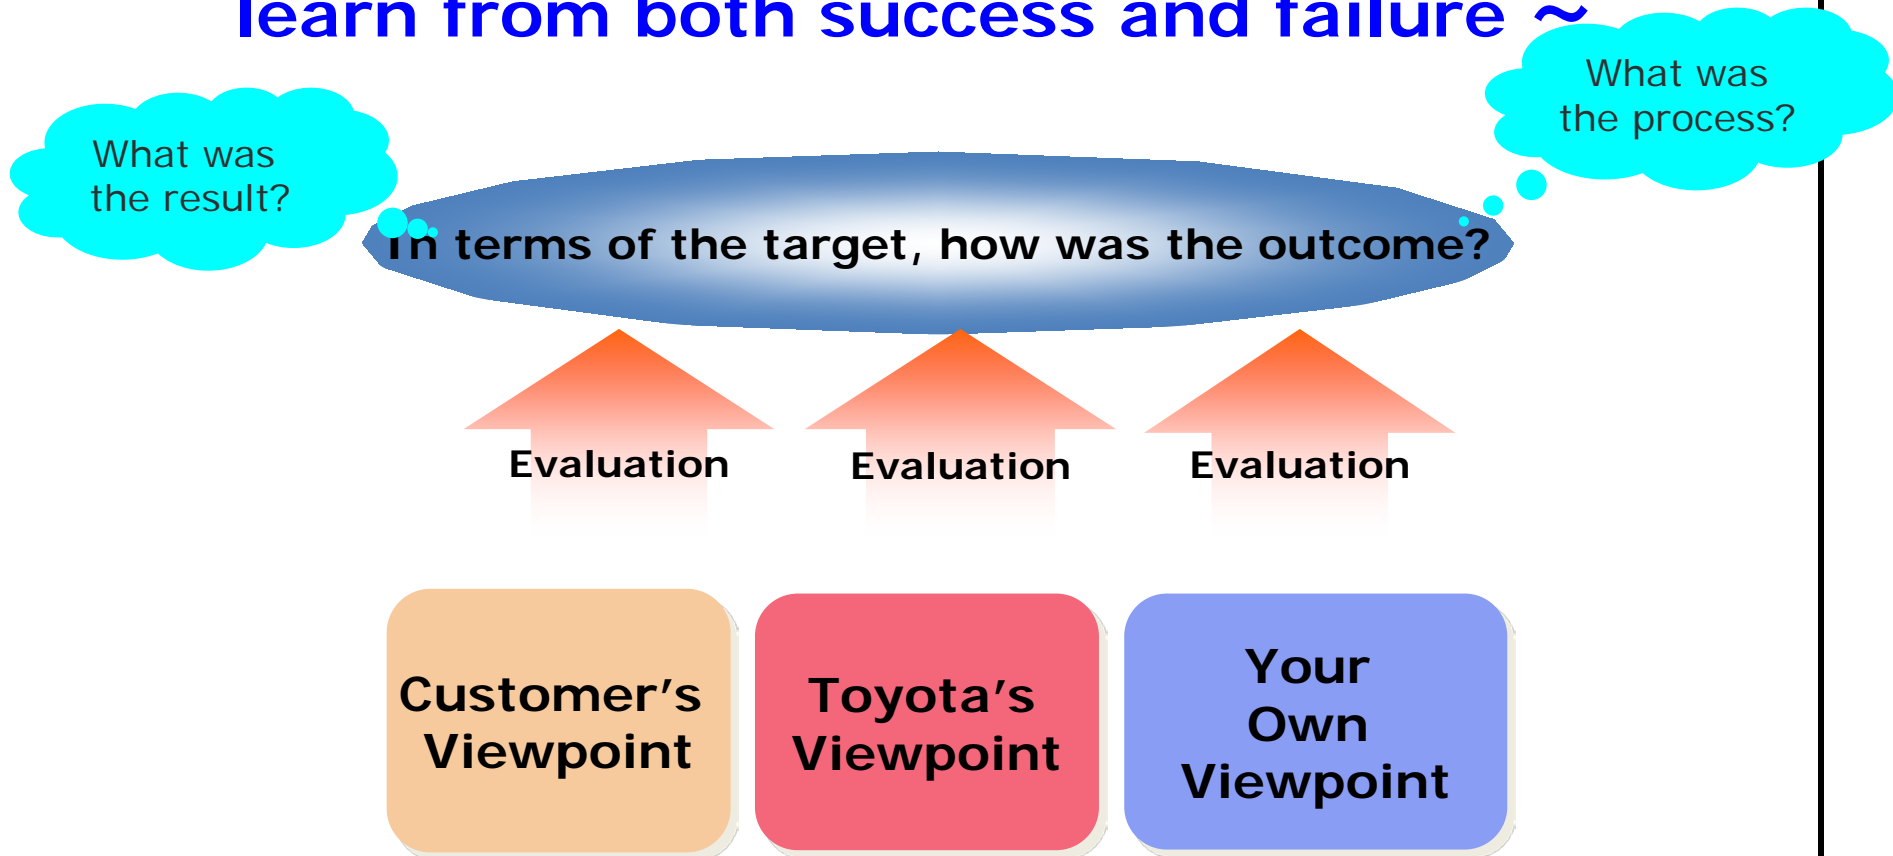 learn from both success and failure ~
What was
the process?
What was
the result?
In terms of the target, how was the outcome?
Evaluation
Evaluation
Evaluation
Customer’s
Viewpoint
Toyota’s
Viewpoint
Your
Own
Viewpoint